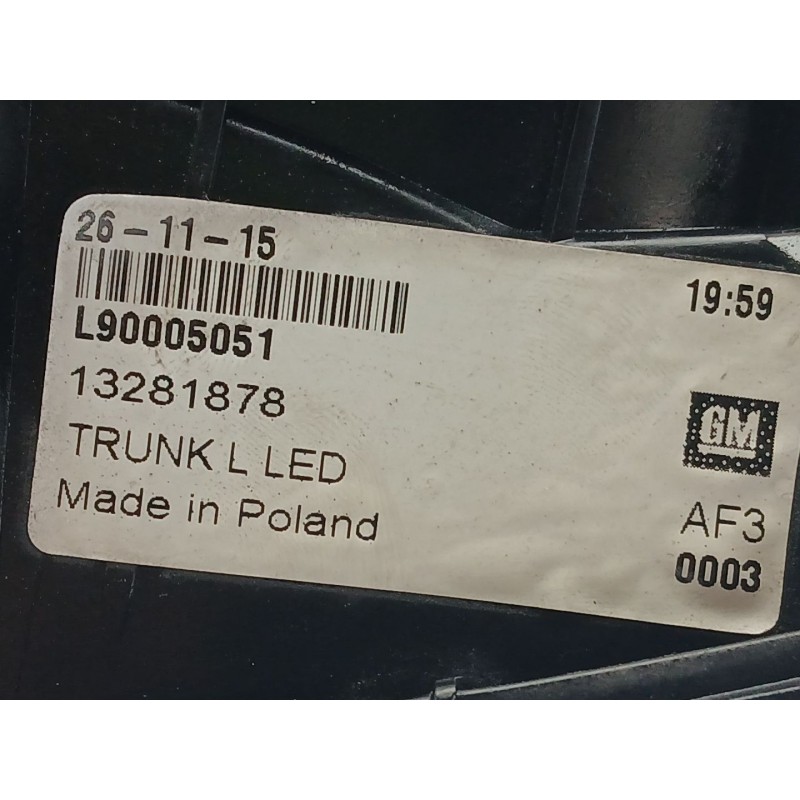 26-11-15
19:59
L90005051
13281878
TRUNK L LED
GM
Made in Poland
AF3
0003